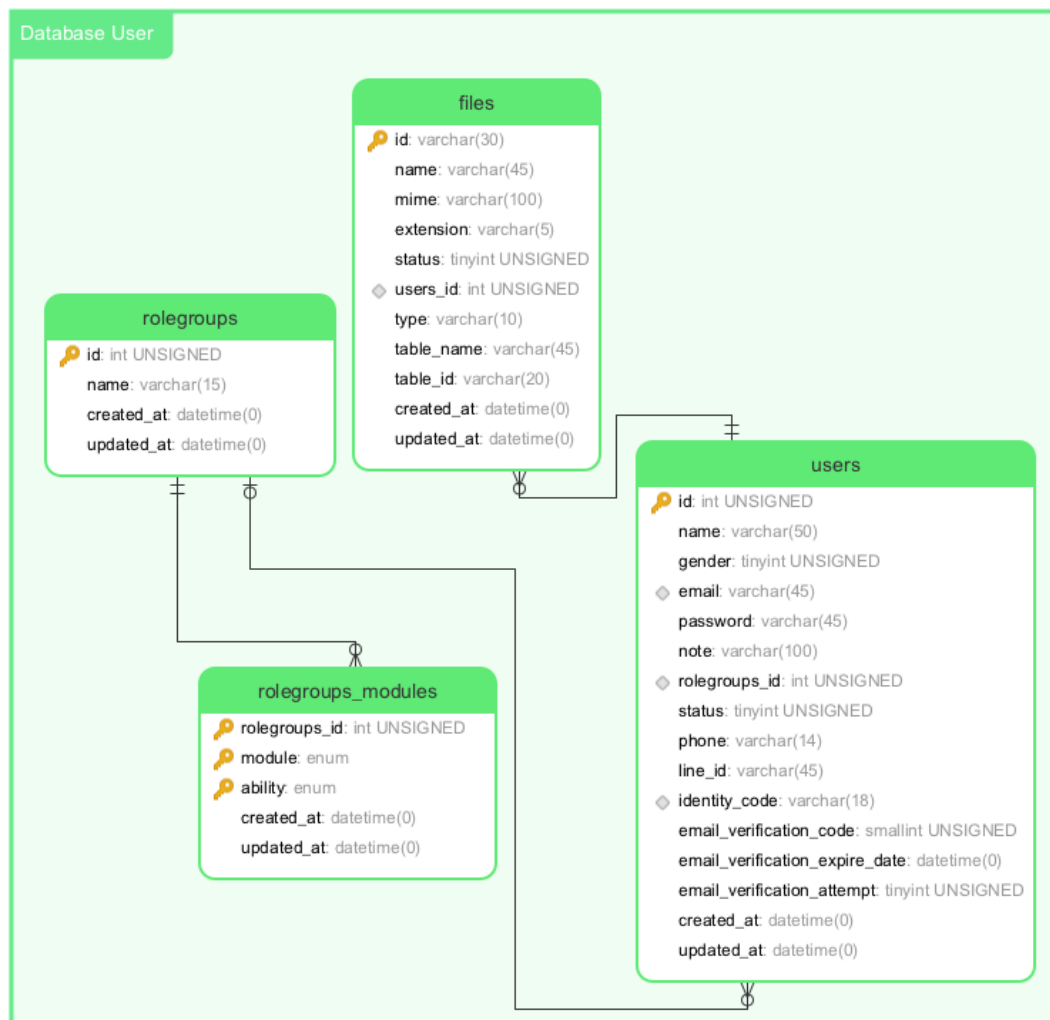 Database User
files
id: varchar(30)
name: varchar(45)
mime: varchar(100)
extension: varchar(5)
status: tinyint UNSIGNED
users_id: int UNSIGNED
type: varchar(10)
table_name: varchar(45)
table_id: varchar(20)
created_at: datetime(0)
updated_at: datetime(0)
rolegroups
id: int UNSIGNED
name: varchar(15)
created_at: datetime(0)
updated_at: datetime(0)
users
id: int UNSIGNED
name: varchar(50)
gender: tinyint UNSIGNED
email: varchar(45)
password: varchar(45)
note: varchar(100)
rolegroups_id: int UNSIGNED
status: tinyint UNSIGNED
phone: varchar(14)
line_id: varchar(45)
identity_code: varchar(18)
email_verification_code: smallint UNSIGNED
email_verification_expire_date: datetime(0)
email_verification_attempt: tinyint UNSIGNED
created_at: datetime(0)
updated_at: datetime(0)
rolegroups_modules
rolegroups_id: int UNSIGNED
module: enum
ability: enum
created_at: datetime(0)
updated_at: datetime(0)